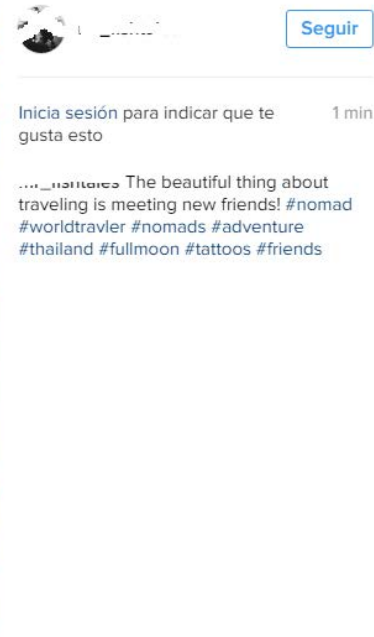 Seguir
Inicia sesión para indicar que te
1 min
gusta esto
The beautiful thing about
traveling is meeting new friends! #nomad
#worldtravler #nomads #adventure
#thailand #fullmoon #tattoos #friends